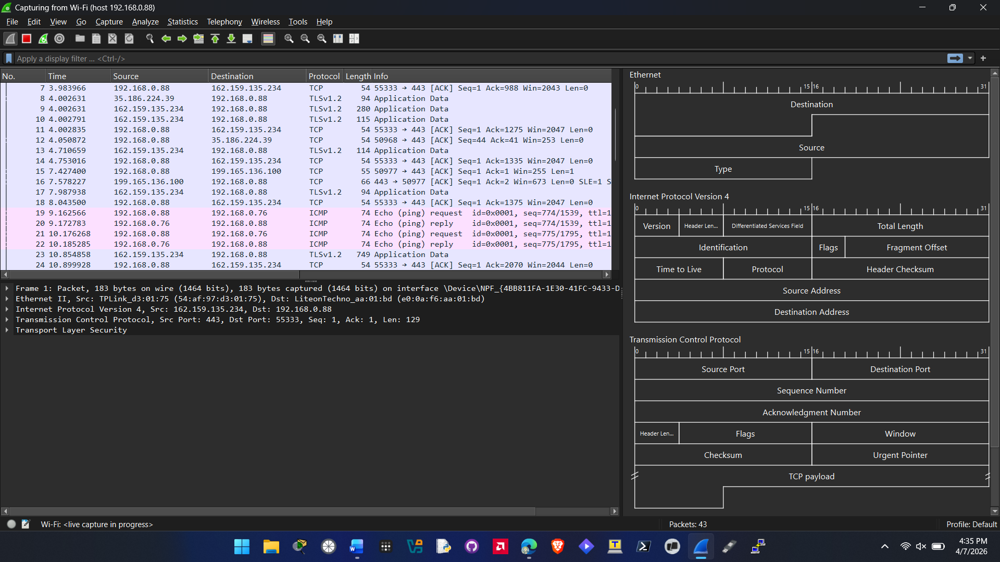 Capturing from Wi-Fi (host 192.168.0.88)
File Edit View Go Capture Analyze Statistics Telephony Wireless Tools Help
Apply a display filter ... <Ctrl-/>
No. Time Source Destination Protocol Length Info
7 3.983966 192.168.0.88 162.159.135.234 TCP 54 55333 → 443 [ACK] Seq=1 Ack=988 Win=2043 Len=0
8 4.002631 35.186.224.39 192.168.0.88 TLSv1.2 94 Application Data
9 4.002631 162.159.135.234 192.168.0.88 TLSv1.2 280 Application Data
10 4.002791 162.159.135.234 192.168.0.88 TLSv1.2 115 Application Data
11 4.002835 192.168.0.88 162.159.135.234 TCP 54 55333 → 443 [ACK] Seq=1 Ack=1275 Win=2047 Len=0
12 4.050872 192.168.0.88 35.186.224.39 TCP 54 50968 → 443 [ACK] Seq=44 Ack=41 Win=253 Len=0
13 4.710659 162.159.135.234 192.168.0.88 TLSv1.2 114 Application Data
14 4.753016 192.168.0.88 162.159.135.234 TCP 54 55333 → 443 [ACK] Seq=1 Ack=1335 Win=2047 Len=0
15 7.427400 192.168.0.88 199.165.136.100 TCP 55 50977 → 443 [ACK] Seq=1 Ack=1 Win=255 Len=1
16 7.578227 199.165.136.100 192.168.0.88 TCP 66 443 → 50977 [ACK] Seq=1 Ack=2 Win=673 Len=0 SLE=1 S
17 7.987938 162.159.135.234 192.168.0.88 TLSv1.2 94 Application Data
18 8.043500 192.168.0.88 162.159.135.234 TCP 54 55333 → 443 [ACK] Seq=1 Ack=1375 Win=2047 Len=0
19 9.162566 192.168.0.88 192.168.0.76 ICMP 74 Echo (ping) request id=0x0001, seq=774/1539, ttl=1
20 9.172783 192.168.0.76 192.168.0.88 ICMP 74 Echo (ping) reply id=0x0001, seq=774/1539, ttl=1
21 10.176268 192.168.0.88 192.168.0.76 ICMP 74 Echo (ping) request id=0x0001, seq=775/1795, ttl=1
22 10.185285 192.168.0.76 192.168.0.88 ICMP 74 Echo (ping) reply id=0x0001, seq=775/1795, ttl=1
23 10.854858 162.159.135.234 192.168.0.88 TLSv1.2 749 Application Data
24 10.899928 192.168.0.88 162.159.135.234 TCP 54 55333 → 443 [ACK] Seq=1 Ack=2070 Win=2044 Len=0
Frame 1: Packet, 183 bytes on wire (1464 bits), 183 bytes captured (1464 bits) on interface \Device\NPF_{4BB811FA-1E30-41FC-9433-D
Ethernet II, Src: TPLink_d3:01:75 (54:af:97:d3:01:75), Dst: LiteonTechno_aa:01:bd (e0:0a:f6:aa:01:bd)
Internet Protocol Version 4, Src: 162.159.135.234, Dst: 192.168.0.88
Transmission Control Protocol, Src Port: 443, Dst Port: 55333, Seq: 1, Ack: 1, Len: 129
Transport Layer Security
Ethernet
0 15 16 31
Destination
Source
Type
Internet Protocol Version 4
0 15 16 31
Version Header Len... Differentiated Services Field Total Length
Identification Flags Fragment Offset
Time to Live Protocol Header Checksum
Source Address
Destination Address
Transmission Control Protocol
0 15 16 31
Source Port Destination Port
Sequence Number
Acknowledgment Number
Header Len... Flags Window
Checksum Urgent Pointer
TCP payload
Wi-Fi: <live capture in progress> Packets: 43 Profile: Default
4:35 PM
4/7/2026